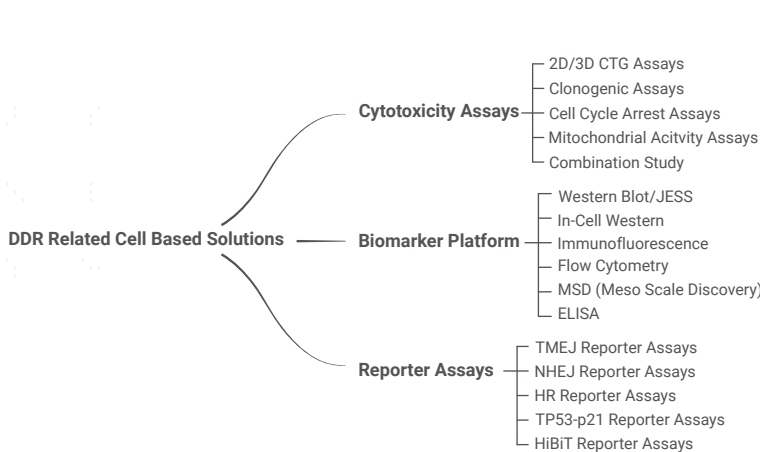 DDR Related Cell Based Solutions
Cytotoxicity Assays
2D/3D CTG Assays
Clonogenic Assays
Cell Cycle Arrest Assays
Mitochondrial Acitvity Assays
Combination Study
Biomarker Platform
Western Blot/JESS
In-Cell Western
Immunofluorescence
Flow Cytometry
MSD (Meso Scale Discovery)
ELISA
Reporter Assays
TMEJ Reporter Assays
NHEJ Reporter Assays
HR Reporter Assays
TP53-p21 Reporter Assays
HiBiT Reporter Assays